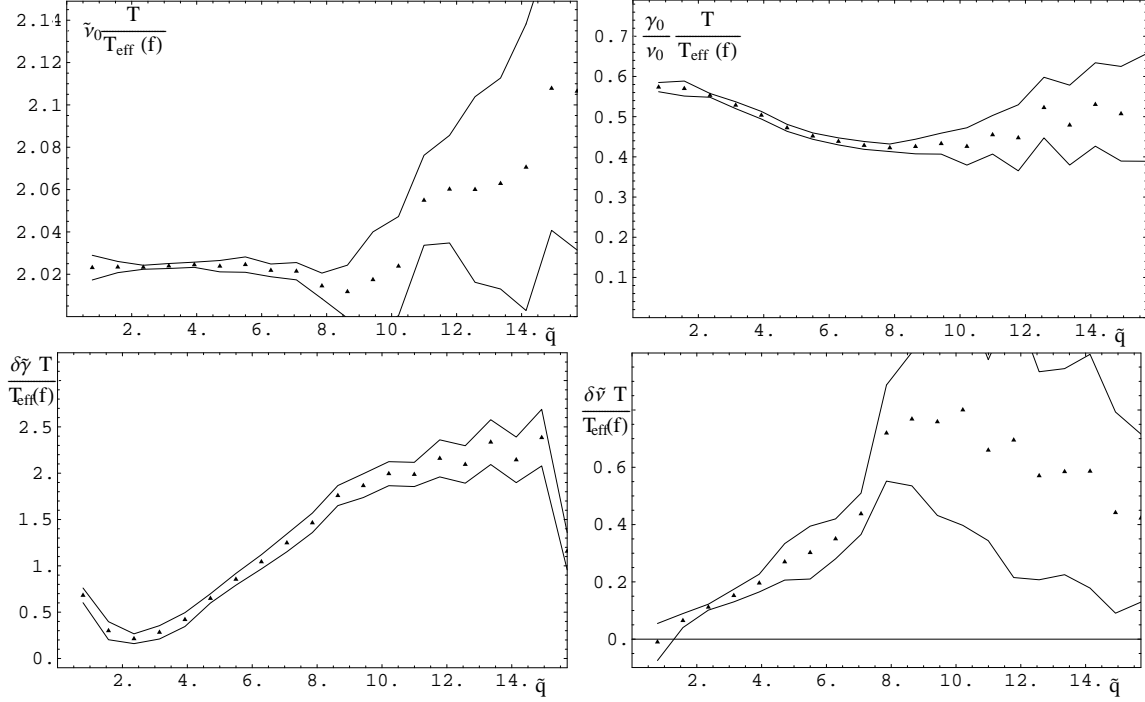 ν̃₀ T
T_eff (f)
2.14
2.12
2.1
2.08
2.06
2.04
2.02
2. 4. 6. 8. 10. 12. 14. q̃
γ₀ T
ν₀ T_eff (f)
0.7
0.6
0.5
0.4
0.3
0.2
0.1
2. 4. 6. 8. 10. 12. 14. q̃
δγ̃ T
T_eff(f)
2.5
2.
1.5
1.
0.5
0.
2. 4. 6. 8. 10. 12. 14. q̃
δν̃ T
T_eff(f)
0.6
0.4
0.2
0.
2. 4. 6. 8. 10. 12. 14. q̃